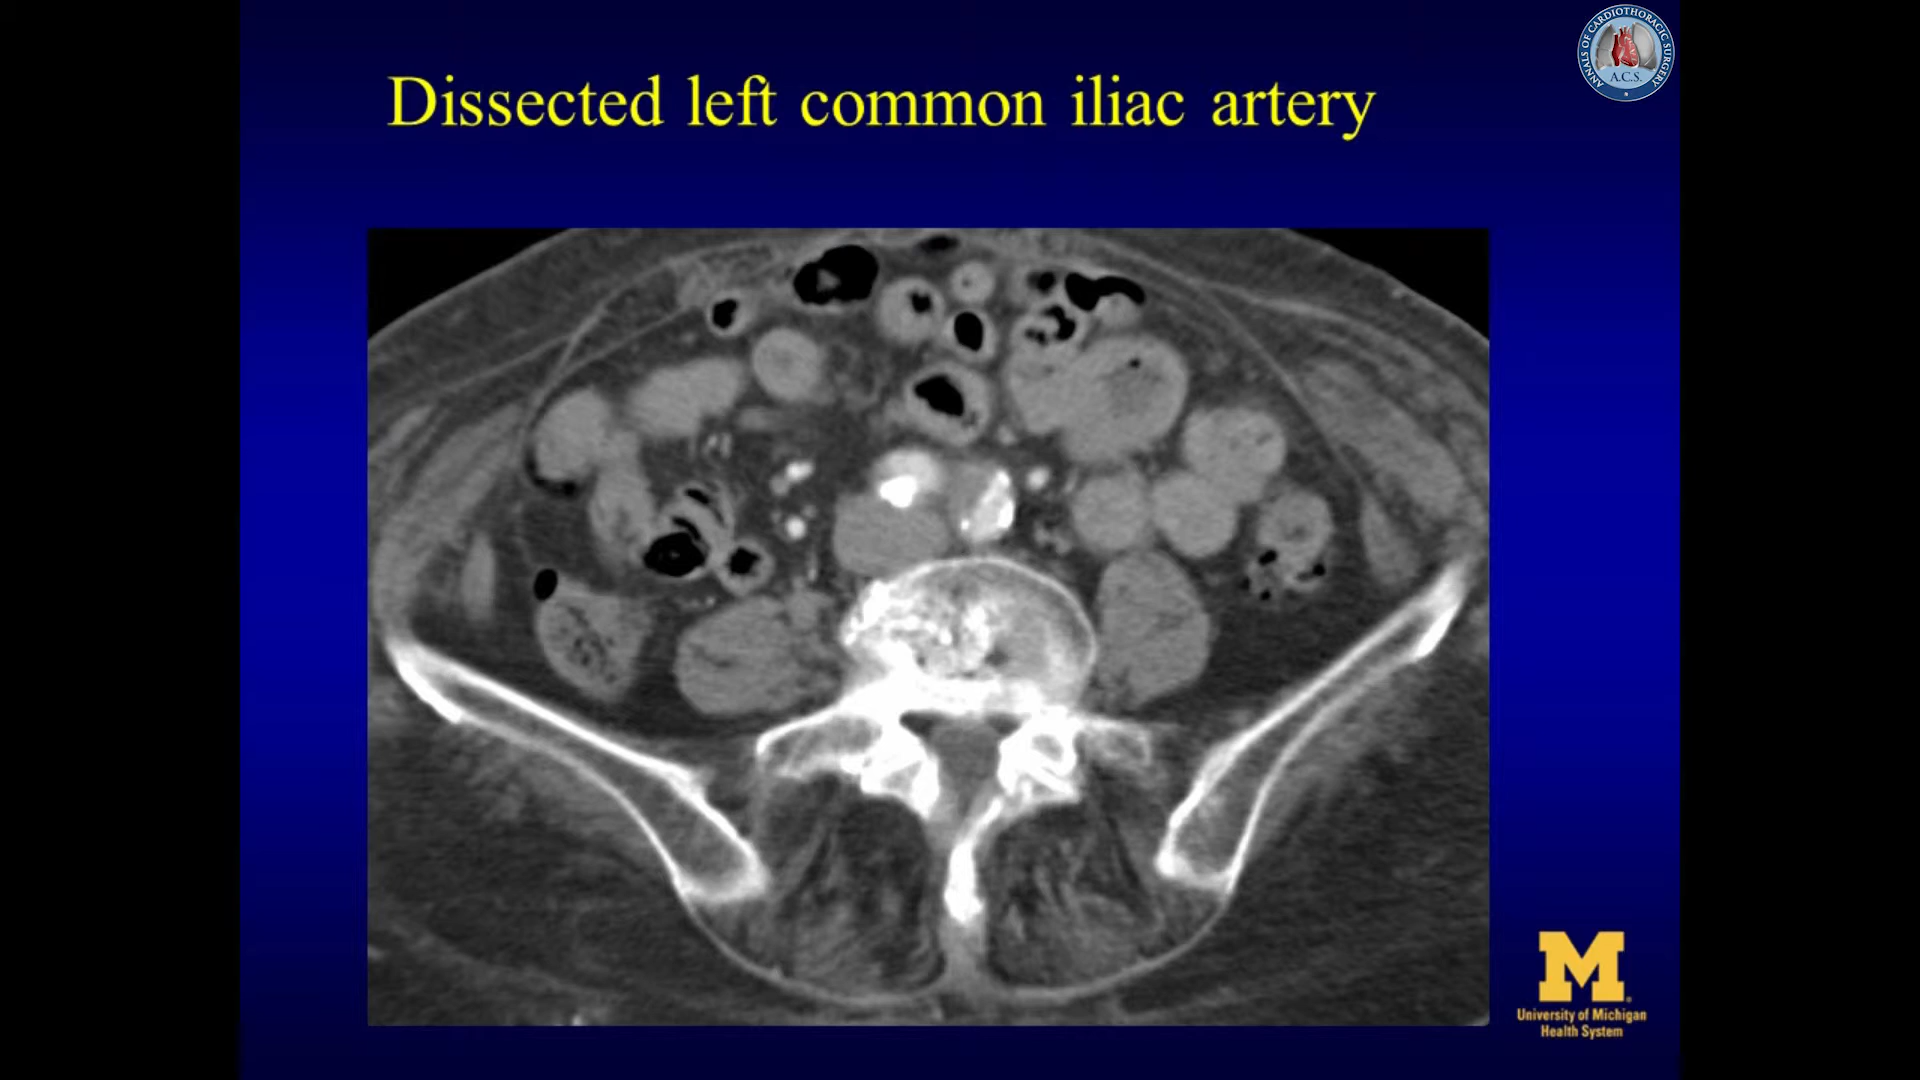 Dissected left common iliac artery
ANNALS OF CARDIOTHORACIC SURGERY
A.C.S.
M
University of Michigan
Health System